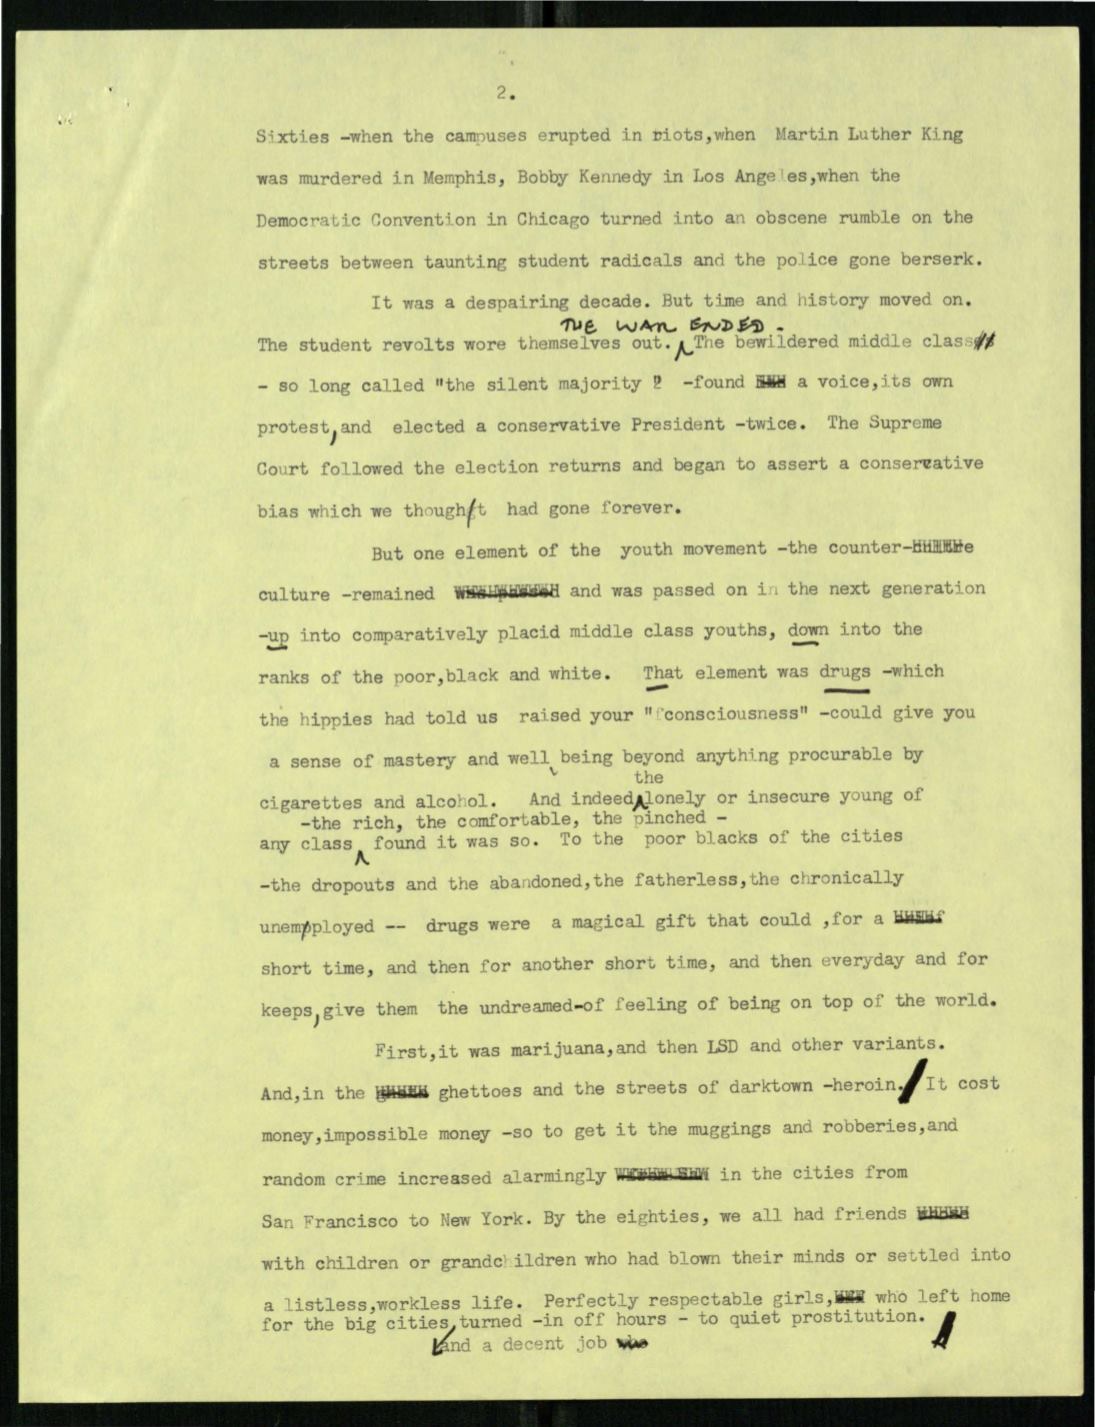 2.
Sixties -when the campuses erupted in riots,when Martin Luther King
was murdered in Memphis, Bobby Kennedy in Los Angeles,when the
Democratic Convention in Chicago turned into an obscene rumble on the
streets between taunting student radicals and the police gone berserk.
It was a despairing decade. But time and history moved on.
THE WAR ENDED.
The student revolts wore themselves out. The bewildered middle class
- so long called "the silent majority " -found a voice,its own
protest,and elected a conservative President -twice. The Supreme
Court followed the election returns and began to assert a conservative
bias which we thought had gone forever.
But one element of the youth movement -the counter-
culture -remained and was passed on in the next generation
-up into comparatively placid middle class youths, down into the
ranks of the poor,black and white. That element was drugs -which
the hippies had told us raised your "consciousness" -could give you
a sense of mastery and well being beyond anything procurable by
the
cigarettes and alcohol. And indeed lonely or insecure young of
-the rich, the comfortable, the pinched -
any class found it was so. To the poor blacks of the cities
-the dropouts and the abandoned,the fatherless,the chronically
unemployed -- drugs were a magical gift that could ,for a
short time, and then for another short time, and then everyday and for
keeps,give them the undreamed-of feeling of being on top of the world.
First,it was marijuana,and then LSD and other variants.
And,in the ghettoes and the streets of darktown -heroin. It cost
money,impossible money -so to get it the muggings and robberies,and
random crime increased alarmingly in the cities from
San Francisco to New York. By the eighties, we all had friends
with children or grandchildren who had blown their minds or settled into
a listless,workless life. Perfectly respectable girls, who left home
for the big cities,turned -in off hours - to quiet prostitution.
and a decent job